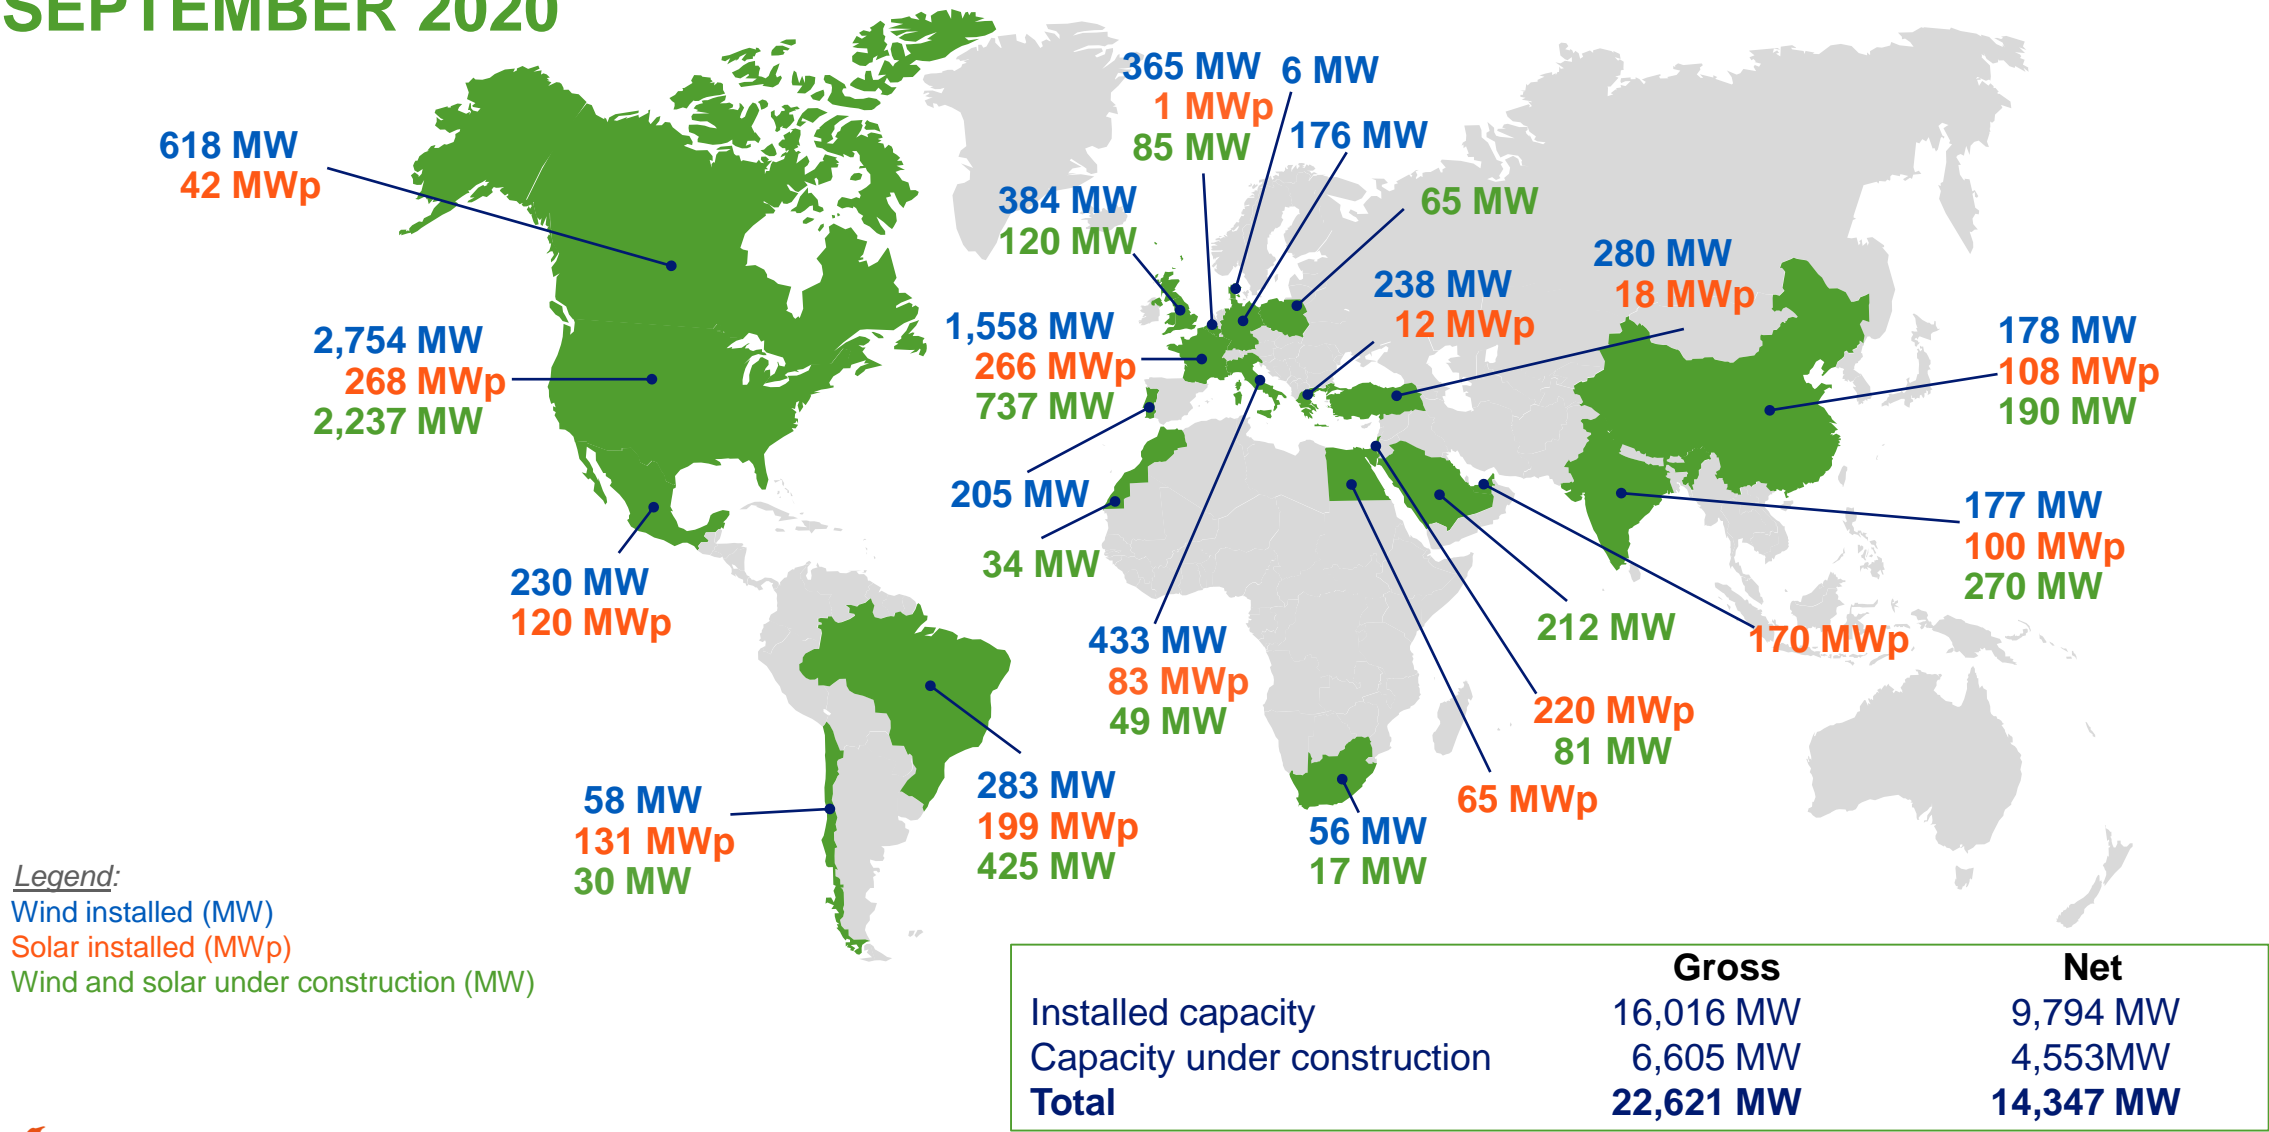 SEPTEMBER 2020
618 MW
42 MWp
2,754 MW
268 MWp
2,237 MW
230 MW
120 MWp
58 MW
131 MWp
30 MW
283 MW
199 MWp
425 MW
365 MW
1 MWp
85 MW
6 MW
176 MW
384 MW
120 MW
65 MW
1,558 MW
266 MWp
737 MW
238 MW
12 MWp
280 MW
18 MWp
178 MW
108 MWp
190 MW
205 MW
34 MW
433 MW
83 MWp
49 MW
177 MW
100 MWp
270 MW
212 MW
170 MWp
220 MWp
81 MW
65 MWp
56 MW
17 MW
Legend:
Wind installed (MW)
Solar installed (MWp)
Wind and solar under construction (MW)
Gross Net
Installed capacity 16,016 MW 9,794 MW
Capacity under construction 6,605 MW 4,553MW
Total 22,621 MW 14,347 MW